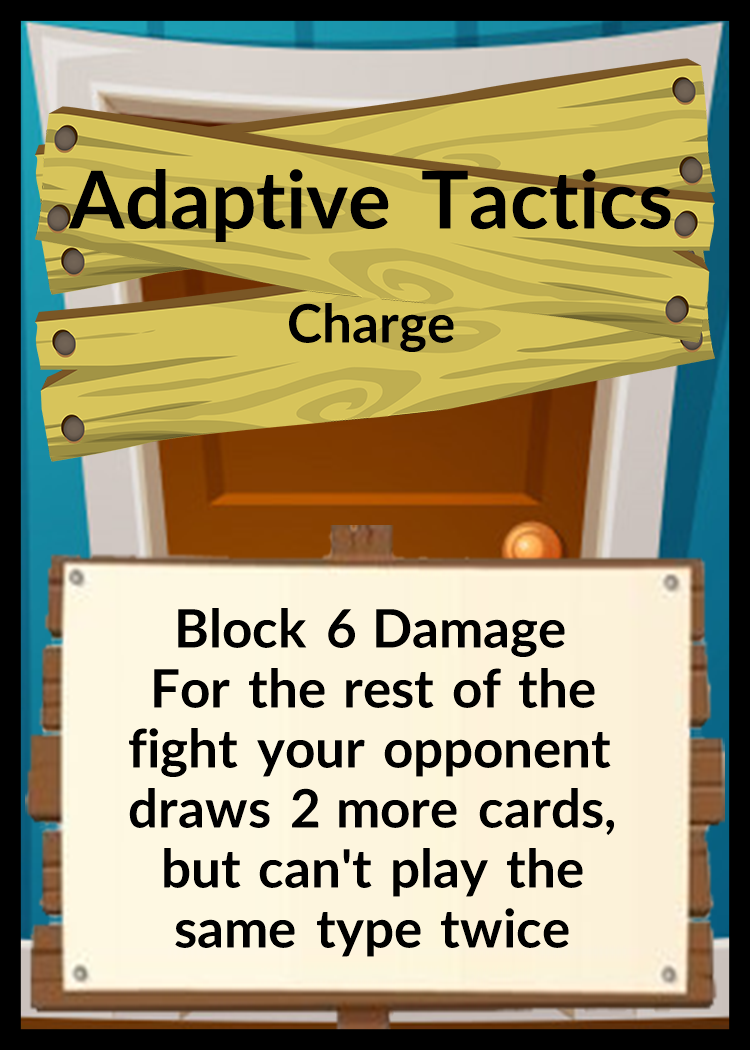 Adaptive Tactics
Charge
Block 6 Damage
For the rest of the
fight your opponent
draws 2 more cards,
but can't play the
same type twice